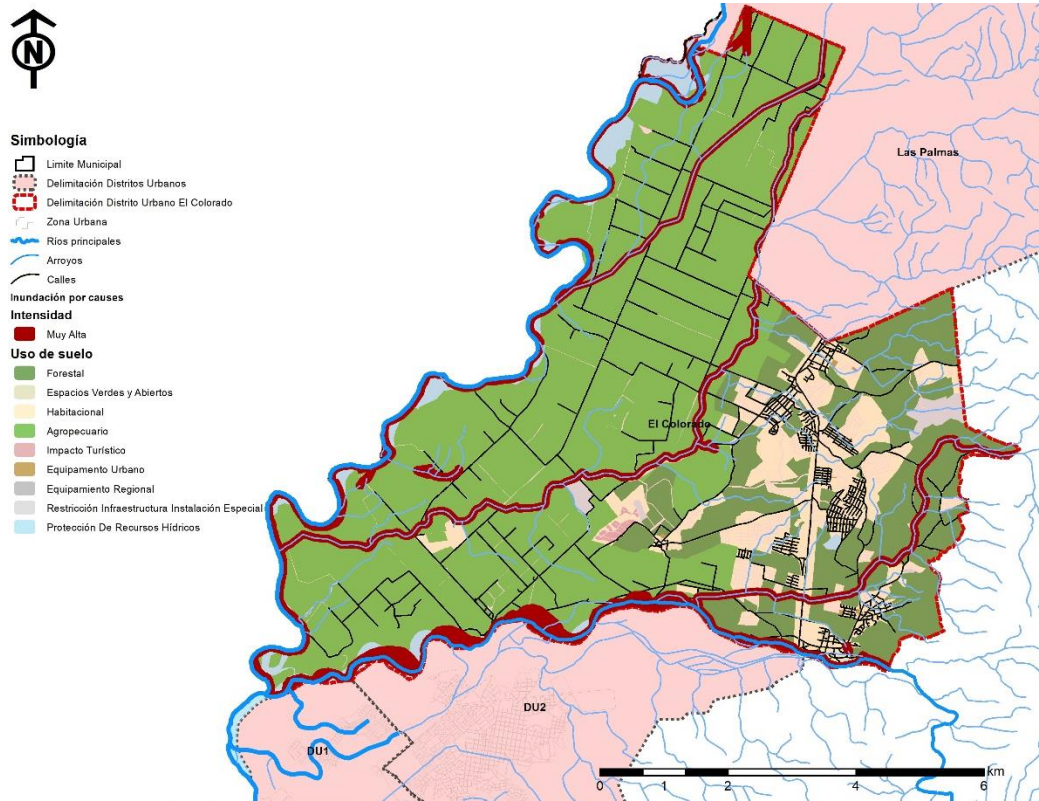 N
Simbología
Limite Municipal
Delimitación Distritos Urbanos
Delimitación Distrito Urbano El Colorado
Zona Urbana
Ríos principales
Arroyos
Calles
Inundación por causes
Intensidad
Muy Alta
Uso de suelo
Forestal
Espacios Verdes y Abiertos
Habitacional
Agropecuario
Impacto Turístico
Equipamento Urbano
Equipamiento Regional
Restricción Infraestructura Instalación Especial
Protección De Recursos Hídricos
Las Palmas
El Colorado
DU2
DU1
km
0 1 2 4 6